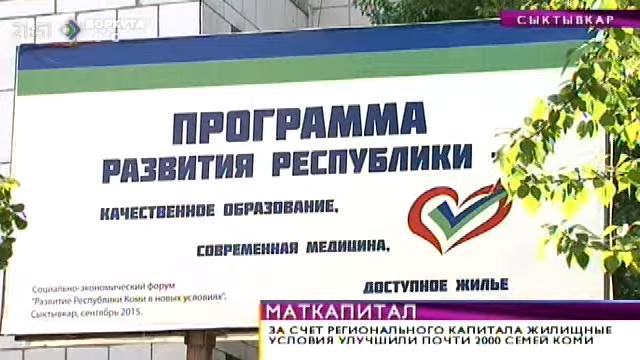 ВОРКУТА
СЫКТЫВКАР
ПРОГРАММА
РАЗВИТИЯ РЕСПУБЛИКИ -
КАЧЕСТВЕННОЕ ОБРАЗОВАНИЕ,
СОВРЕМЕННАЯ МЕДИЦИНА,
ДОСТУПНОЕ ЖИЛЬЕ
Социально-экономический форум
"Развитие Республики Коми в новых условиях".
Сыктывкар, сентябрь 2015.
МАТКАПИТАЛ
ЗА СЧЕТ РЕГИОНАЛЬНОГО КАПИТАЛА ЖИЛИЩНЫЕ
УСЛОВИЯ УЛУЧШИЛИ ПОЧТИ 2000 СЕМЕЙ КОМИ